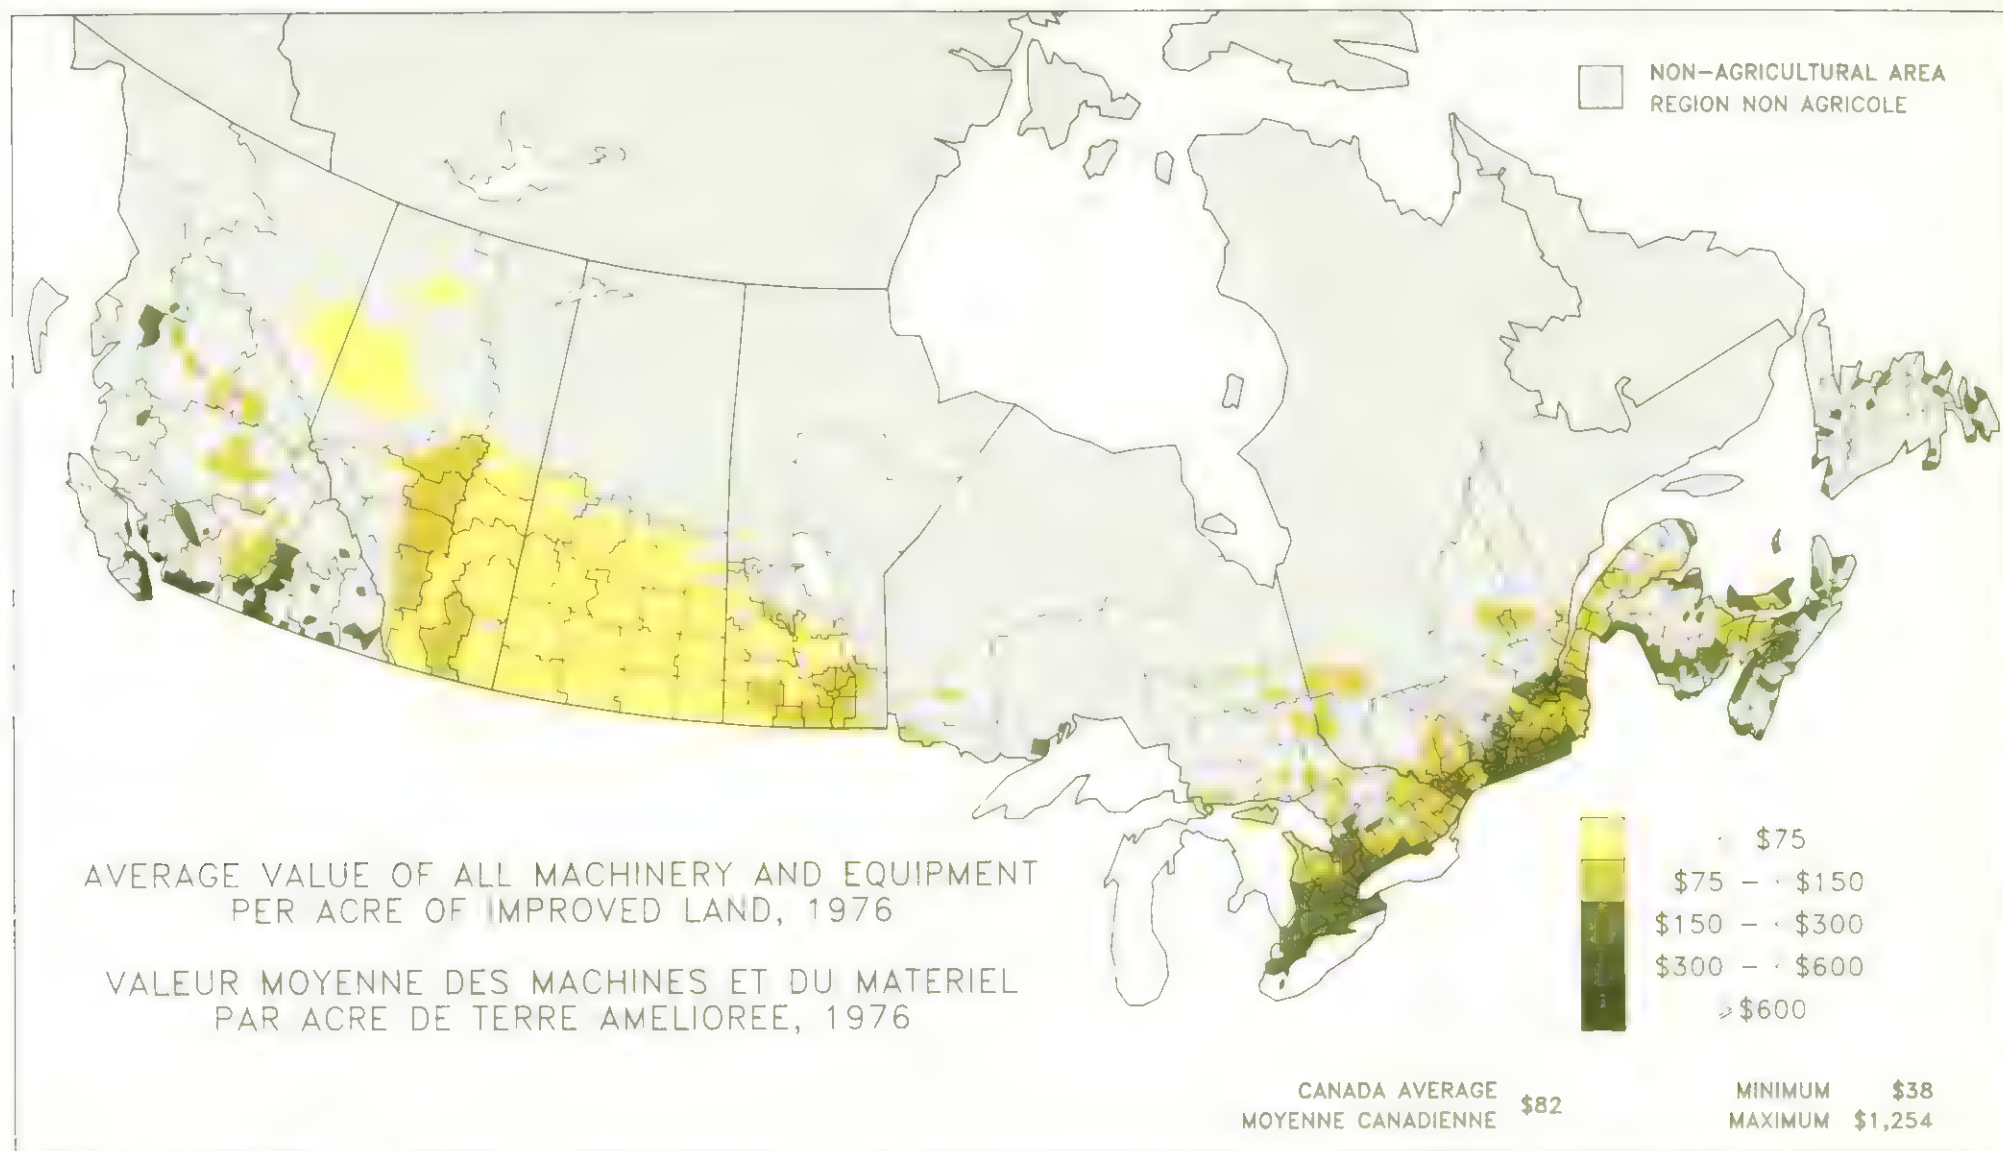 NON-AGRICULTURAL AREA
REGION NON AGRICOLE
AVERAGE VALUE OF ALL MACHINERY AND EQUIPMENT
PER ACRE OF IMPROVED LAND, 1976
VALEUR MOYENNE DES MACHINES ET DU MATERIEL
PAR ACRE DE TERRE AMELIOREE, 1976
< $75
$75 - < $150
$150 - < $300
$300 - < $600
≥ $600
CANADA AVERAGE
MOYENNE CANADIENNE
$82
MINIMUM $38
MAXIMUM $1,254